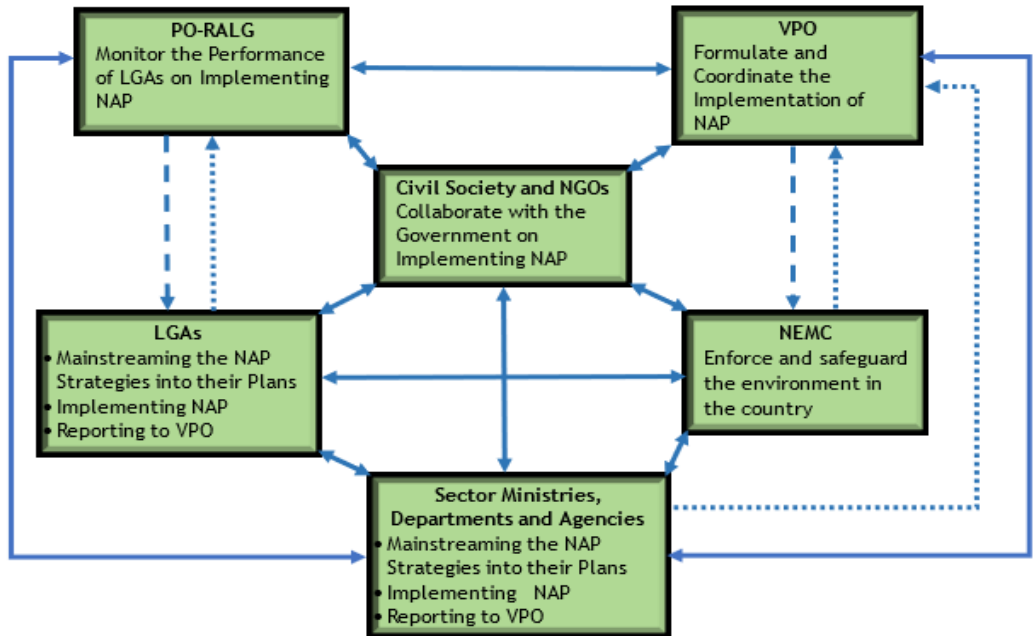 PO-RALG
Monitor the Performance
of LGAs on Implementing
NAP
VPO
Formulate and
Coordinate the
Implementation of
NAP
Civil Society and NGOs
Collaborate with the
Government on
Implementing NAP
LGAs
• Mainstreaming the NAP
Strategies into their Plans
• Implementing NAP
• Reporting to VPO
NEMC
Enforce and safeguard
the environment in
the country
Sector Ministries,
Departments and Agencies
• Mainstreaming the NAP
Strategies into their Plans
• Implementing NAP
• Reporting to VPO